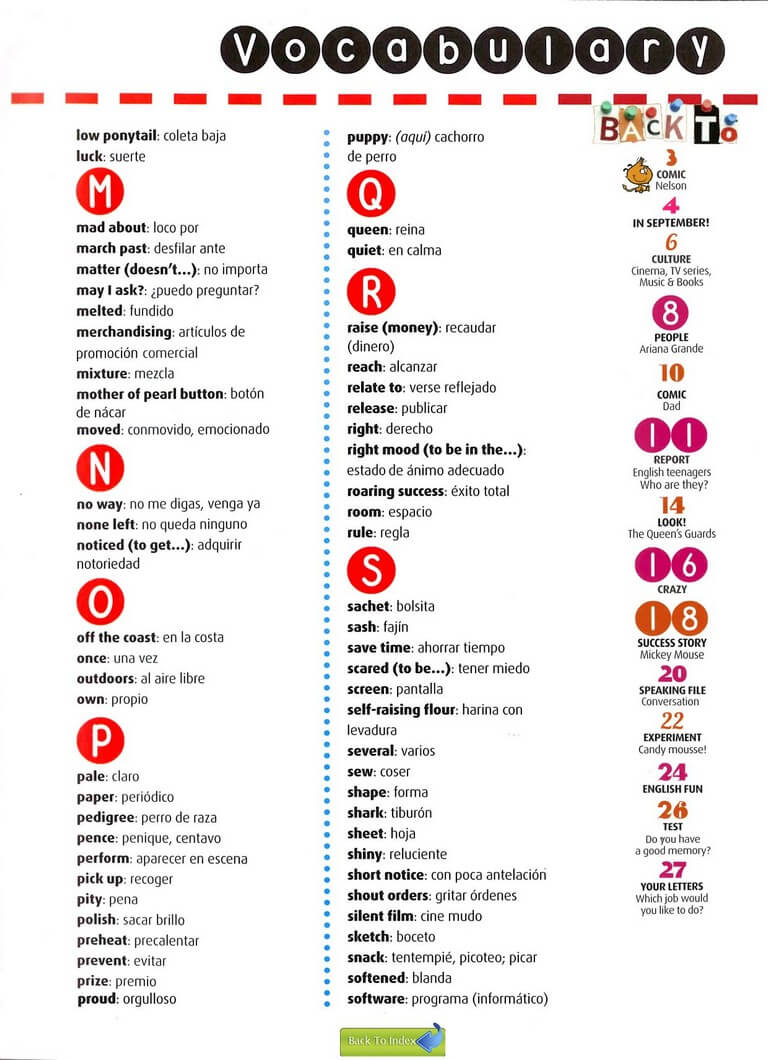 Vocabulary
low ponytail: coleta baja
luck: suerte
M
mad about: loco por
march past: desfilar ante
matter (doesn't...): no importa
may I ask?: ¿puedo preguntar?
melted: fundido
merchandising: artículos de
promoción comercial
mixture: mezcla
mother of pearl button: botón
de nácar
moved: conmovido, emocionado
N
no way: no me digas, venga ya
none left: no queda ninguno
noticed (to get...): adquirir
notoriedad
O
off the coast: en la costa
once: una vez
outdoors: al aire libre
own: propio
P
pale: claro
paper: periódico
pedigree: perro de raza
pence: penique, centavo
perform: aparecer en escena
pick up: recoger
pity: pena
polish: sacar brillo
preheat: precalentar
prevent: evitar
prize: premio
proud: orgulloso
puppy: (aquí) cachorro
de perro
Q
queen: reina
quiet: en calma
R
raise (money): recaudar
(dinero)
reach: alcanzar
relate to: verse reflejado
release: publicar
right: derecho
right mood (to be in the...):
estado de ánimo adecuado
roaring success: éxito total
room: espacio
rule: regla
S
sachet: bolsita
sash: fajín
save time: ahorrar tiempo
scared (to be...): tener miedo
screen: pantalla
self-raising flour: harina con
levadura
several: varios
sew: coser
shape: forma
shark: tiburón
sheet: hoja
shiny: reluciente
short notice: con poca antelación
shout orders: gritar órdenes
silent film: cine mudo
sketch: boceto
snack: tentempié, picoteo; picar
softened: blanda
software: programa (informático)
BACK To
3
COMIC
Nelson
4
IN SEPTEMBER!
6
CULTURE
Cinema, TV series,
Music & Books
8
PEOPLE
Ariana Grande
10
COMIC
Dad
11
REPORT
English teenagers
Who are they?
14
LOOK!
The Queen's Guards
16
CRAZY
18
SUCCESS STORY
Mickey Mouse
20
SPEAKING FILE
Conversation
22
EXPERIMENT
Candy mousse!
24
ENGLISH FUN
26
TEST
Do you have
a good memory?
27
YOUR LETTERS
Which job would
you like to do?
Back To Index